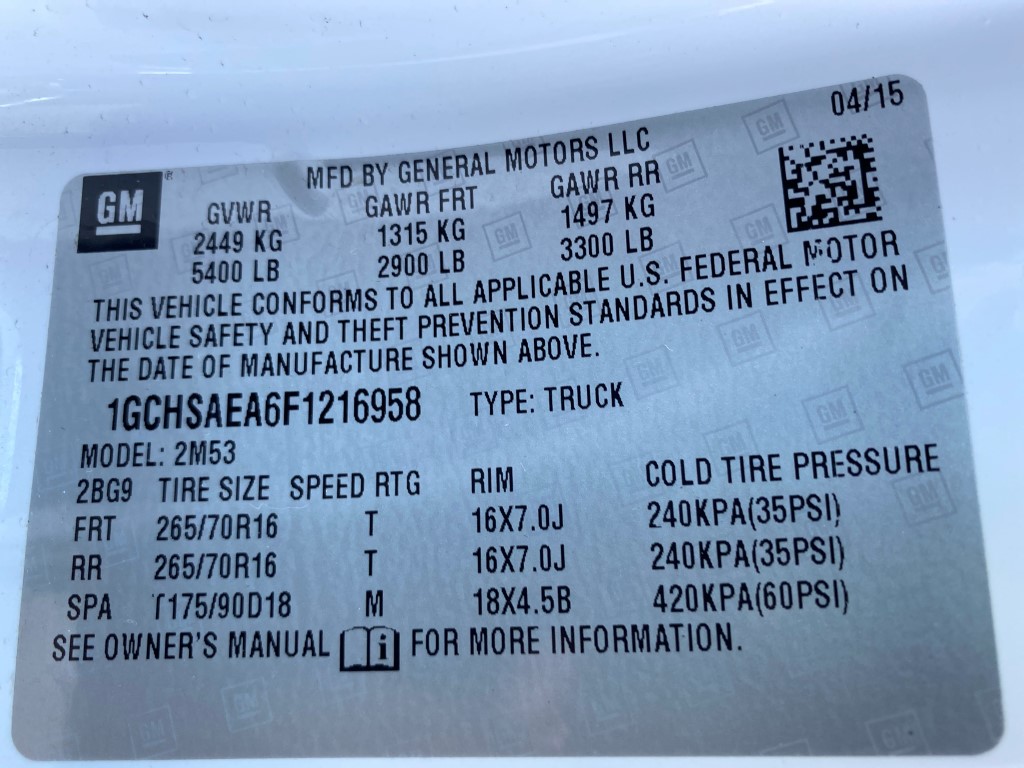 04/15
MFD BY GENERAL MOTORS LLC
GM ®
GVWR GAWR FRT GAWR RR
2449 KG 1315 KG 1497 KG
5400 LB 2900 LB 3300 LB
THIS VEHICLE CONFORMS TO ALL APPLICABLE U.S. FEDERAL MOTOR
VEHICLE SAFETY AND THEFT PREVENTION STANDARDS IN EFFECT ON
THE DATE OF MANUFACTURE SHOWN ABOVE.
1GCHSAEA6F1216958 TYPE: TRUCK
MODEL: 2M53
2BG9 TIRE SIZE SPEED RTG RIM COLD TIRE PRESSURE
FRT 265/70R16 T 16X7.0J 240KPA(35PSI)
RR 265/70R16 T 16X7.0J 240KPA(35PSI)
SPA T175/90D18 M 18X4.5B 420KPA(60PSI)
SEE OWNER'S MANUAL i FOR MORE INFORMATION.